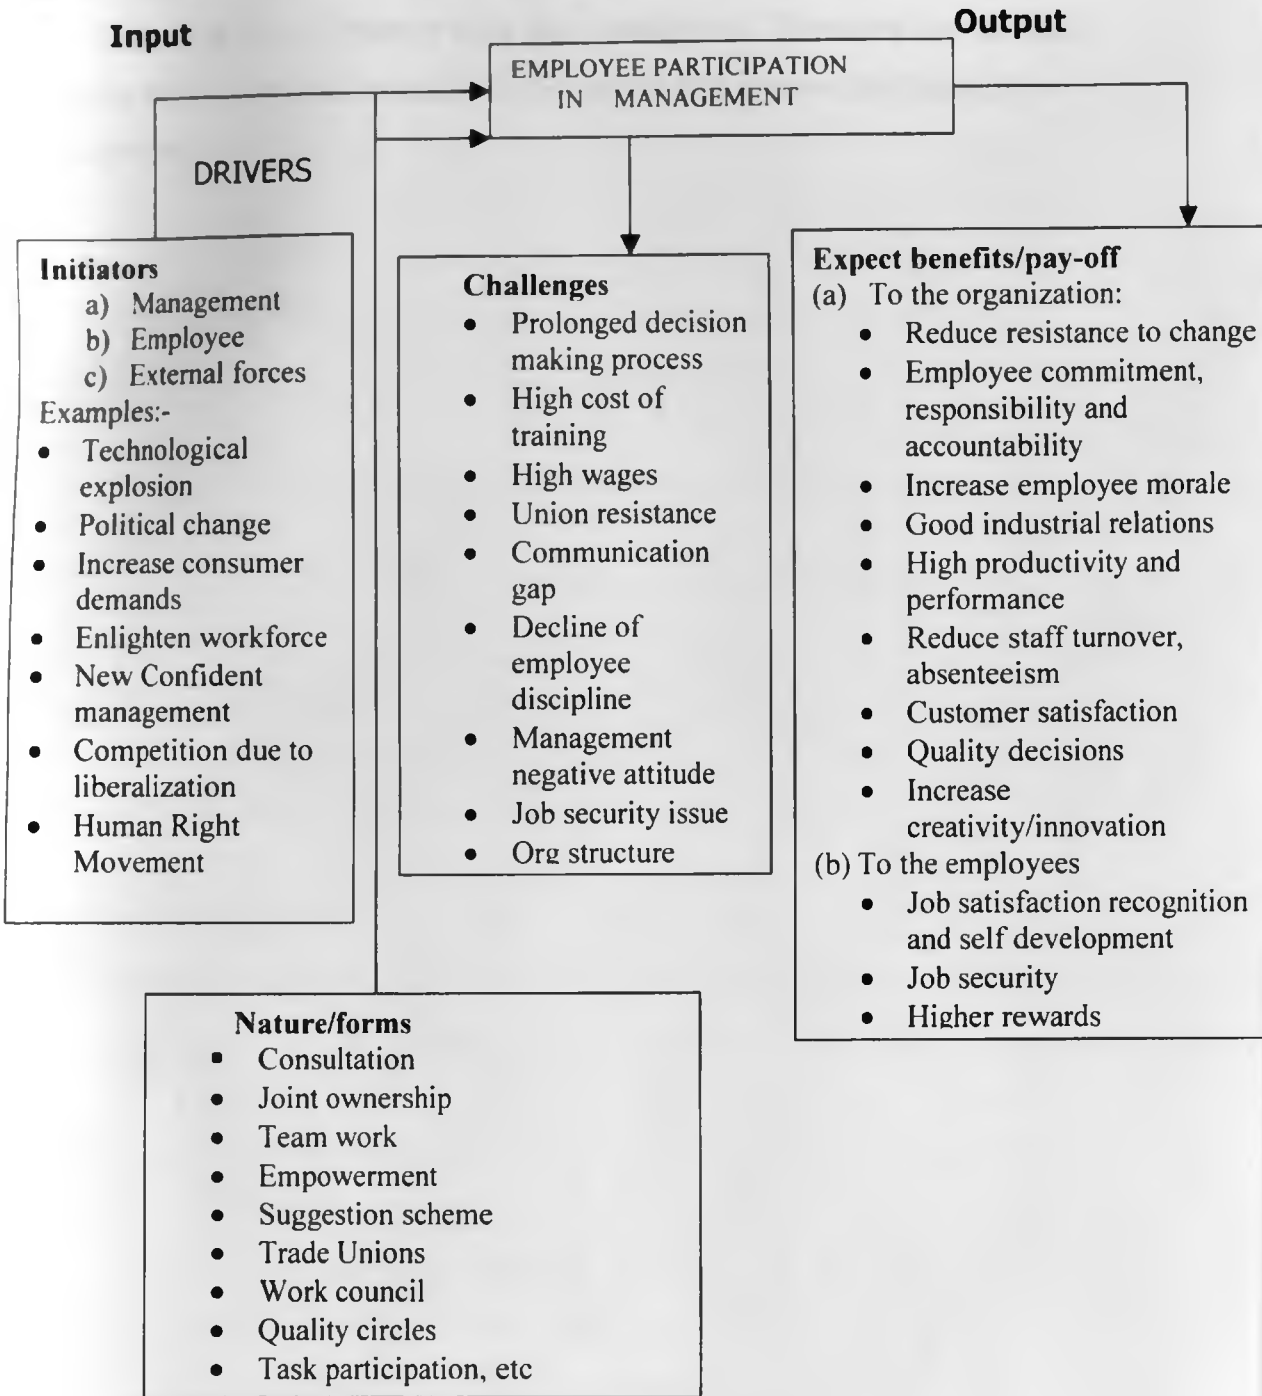 Input
Output
EMPLOYEE PARTICIPATION
IN MANAGEMENT
DRIVERS
Initiators
a) Management
b) Employee
c) External forces
Examples:-
• Technological
explosion
• Political change
• Increase consumer
demands
• Enlighten workforce
• New Confident
management
• Competition due to
liberalization
• Human Right
Movement
Challenges
• Prolonged decision
making process
• High cost of
training
• High wages
• Union resistance
• Communication
gap
• Decline of
employee
discipline
• Management
negative attitude
• Job security issue
• Org structure
Expect benefits/pay-off
(a) To the organization:
• Reduce resistance to change
• Employee commitment,
responsibility and
accountability
• Increase employee morale
• Good industrial relations
• High productivity and
performance
• Reduce staff turnover,
absenteeism
• Customer satisfaction
• Quality decisions
• Increase
creativity/innovation
(b) To the employees
• Job satisfaction recognition
and self development
• Job security
• Higher rewards
Nature/forms
▪ Consultation
• Joint ownership
• Team work
• Empowerment
• Suggestion scheme
• Trade Unions
• Work council
• Quality circles
• Task participation, etc